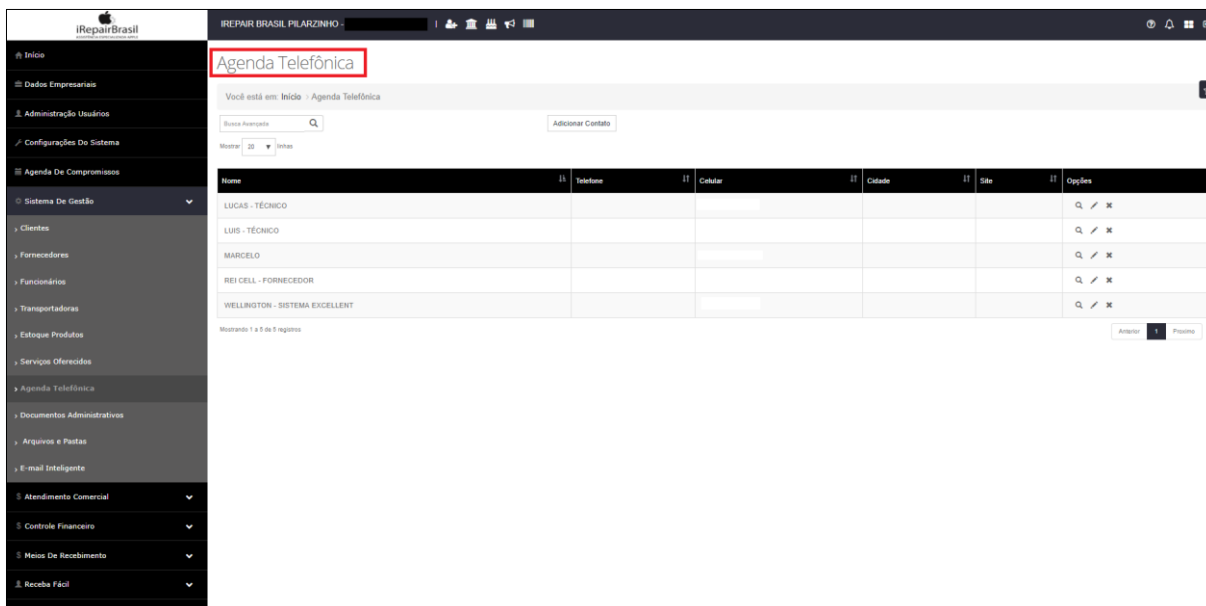 iRepairBrasil
IREPAIR BRASIL PILARZINHO -
Início
Dados Empresariais
Administração Usuários
Configurações Do Sistema
Agenda De Compromissos
Sistema De Gestão
Clientes
Fornecedores
Funcionários
Transportadoras
Estoque Produtos
Serviços Oferecidos
Agenda Telefônica
Documentos Administrativos
Arquivos e Pastas
E-mail Inteligente
Atendimento Comercial
Controle Financeiro
Meios De Recebimento
Receba Fácil
Agenda Telefônica
Você está em: Início > Agenda Telefônica
Busca Avançada
Adicionar Contato
Mostrar 20 linhas
Nome Telefone Celular Cidade Site Opções
LUCAS - TÉCNICO
LUIS - TÉCNICO
MARCELO
REI CELL - FORNECEDOR
WELLINGTON - SISTEMA EXCELLENT
Mostrando 1 a 5 de 5 registros
Anterior 1 Proximo